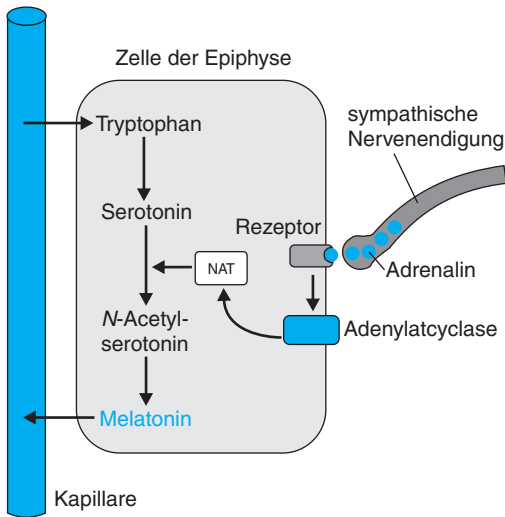 Zelle der Epiphyse
sympathische
Nervenendigung
Tryptophan
Serotonin
Rezeptor
NAT
Adrenalin
N-Acetyl-
serotonin
Adenylatcyclase
Melatonin
Kapillare